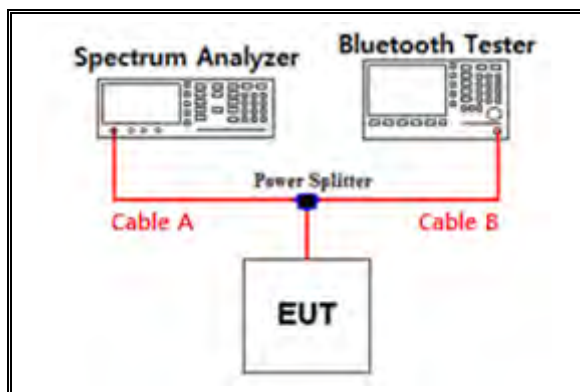 Bluetooth Tester
Spectrum Analyzer
Power Splitter
Cable A
Cable B
EUT